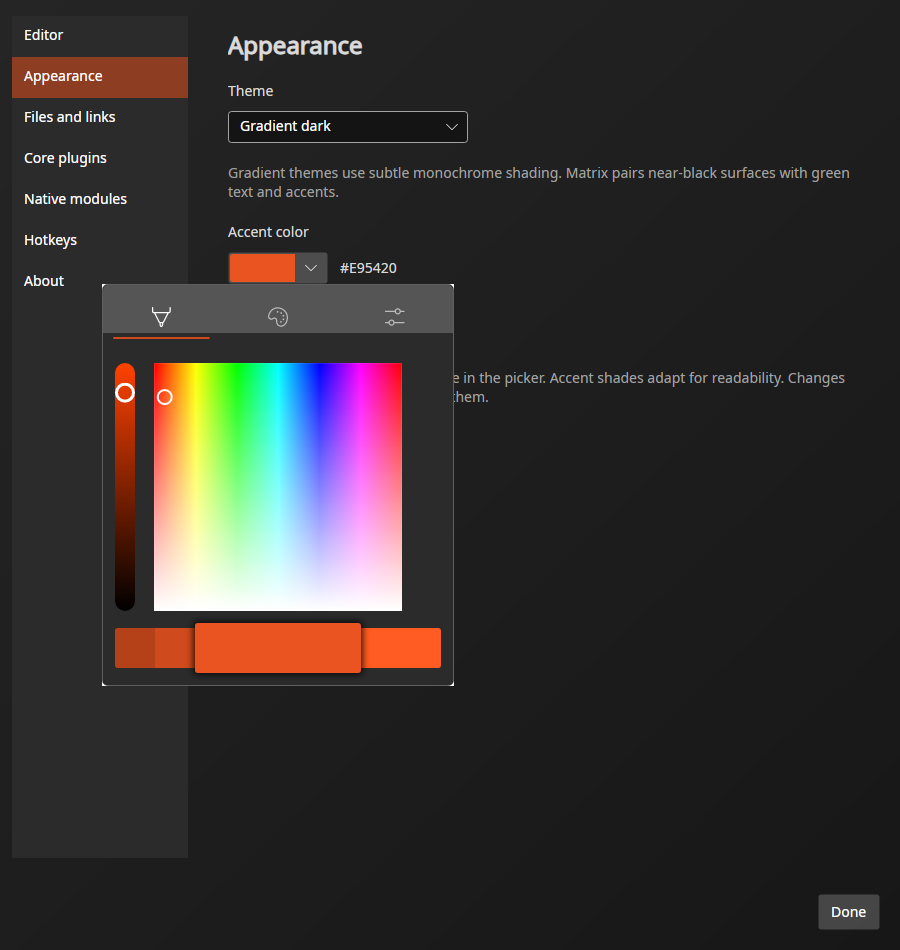 Editor
Appearance
Files and links
Core plugins
Native modules
Hotkeys
About
Appearance
Theme
Gradient dark
Gradient themes use subtle monochrome shading. Matrix pairs near-black surfaces with green
text and accents.
Accent color
#E95420
in the picker. Accent shades adapt for readability. Changes
them.
Done